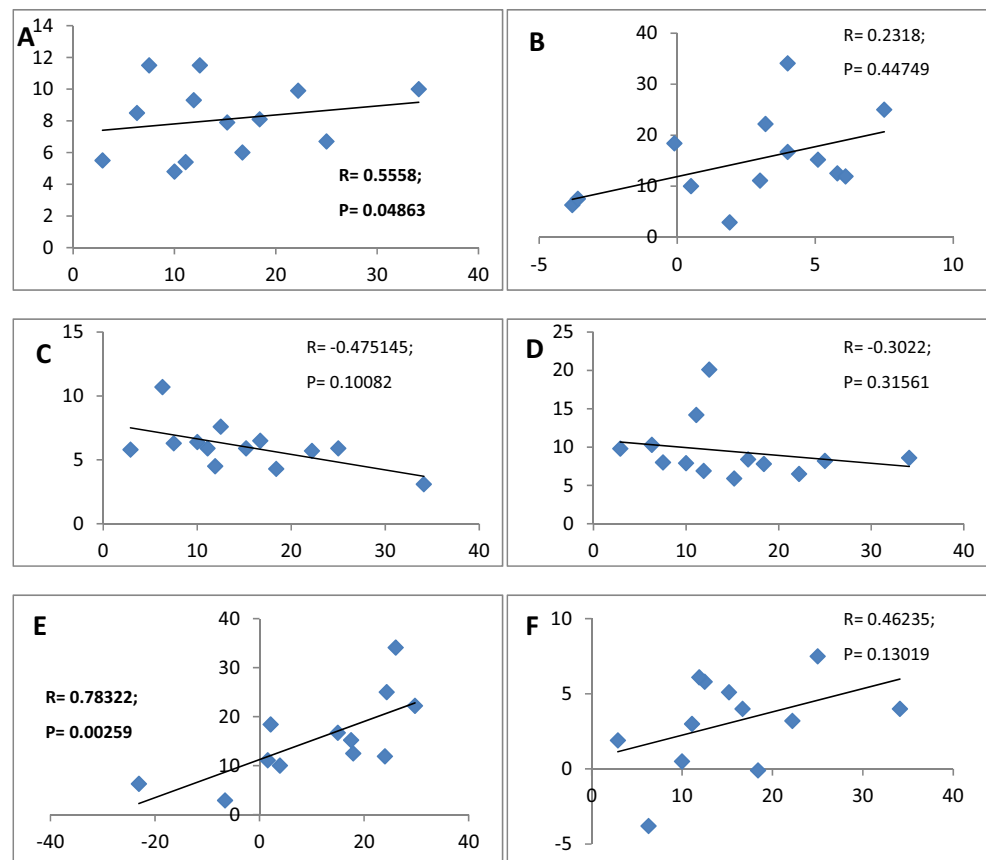 A
14
12
10
8
6
4
2
0
0 10 20 30 40
R= 0.5558;
P= 0.04863
B
40
30
20
10
0
-5 0 5 10
R= 0.2318;
P= 0.44749
C
15
10
5
0
0 10 20 30 40
R= -0.475145;
P= 0.10082
D
25
20
15
10
5
0
0 10 20 30 40
R= -0.3022;
P= 0.31561
E
40
30
20
10
0
-40 -20 0 20 40
R= 0.78322;
P= 0.00259
F
10
5
0
-5
0 10 20 30 40
R= 0.46235;
P= 0.13019